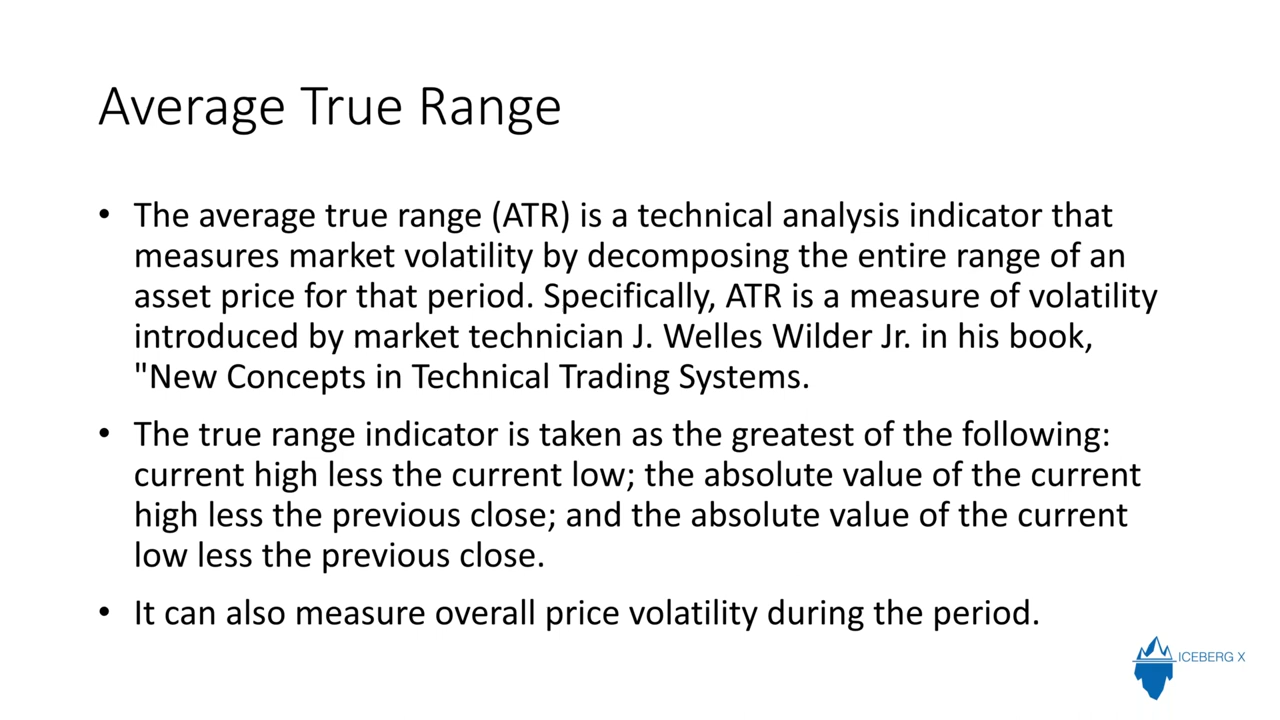 Average True Range
• The average true range (ATR) is a technical analysis indicator that
measures market volatility by decomposing the entire range of an
asset price for that period. Specifically, ATR is a measure of volatility
introduced by market technician J. Welles Wilder Jr. in his book,
"New Concepts in Technical Trading Systems.
• The true range indicator is taken as the greatest of the following:
current high less the current low; the absolute value of the current
high less the previous close; and the absolute value of the current
low less the previous close.
• It can also measure overall price volatility during the period.
ICEBERG X